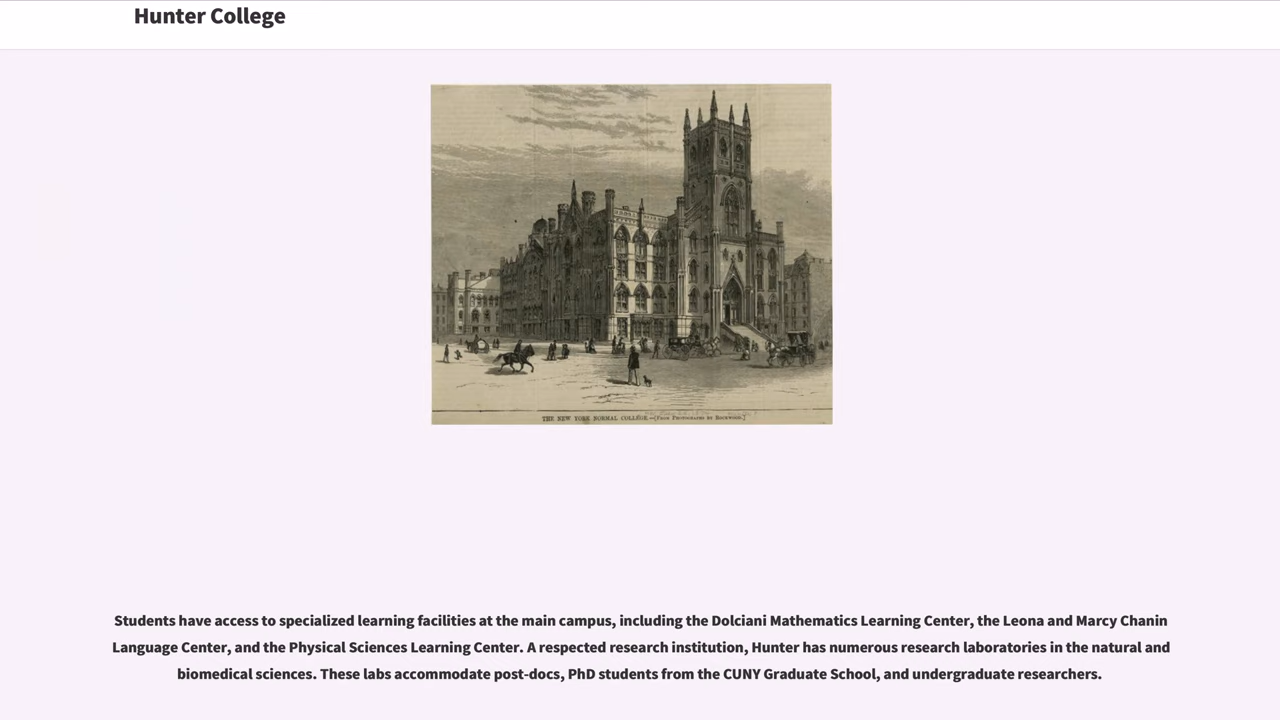 Hunter College
THE NEW YORK NORMAL COLLEGE.—[From Photographs by Rockwood.]
Students have access to specialized learning facilities at the main campus, including the Dolciani Mathematics Learning Center, the Leona and Marcy Chanin
Language Center, and the Physical Sciences Learning Center. A respected research institution, Hunter has numerous research laboratories in the natural and
biomedical sciences. These labs accommodate post-docs, PhD students from the CUNY Graduate School, and undergraduate researchers.